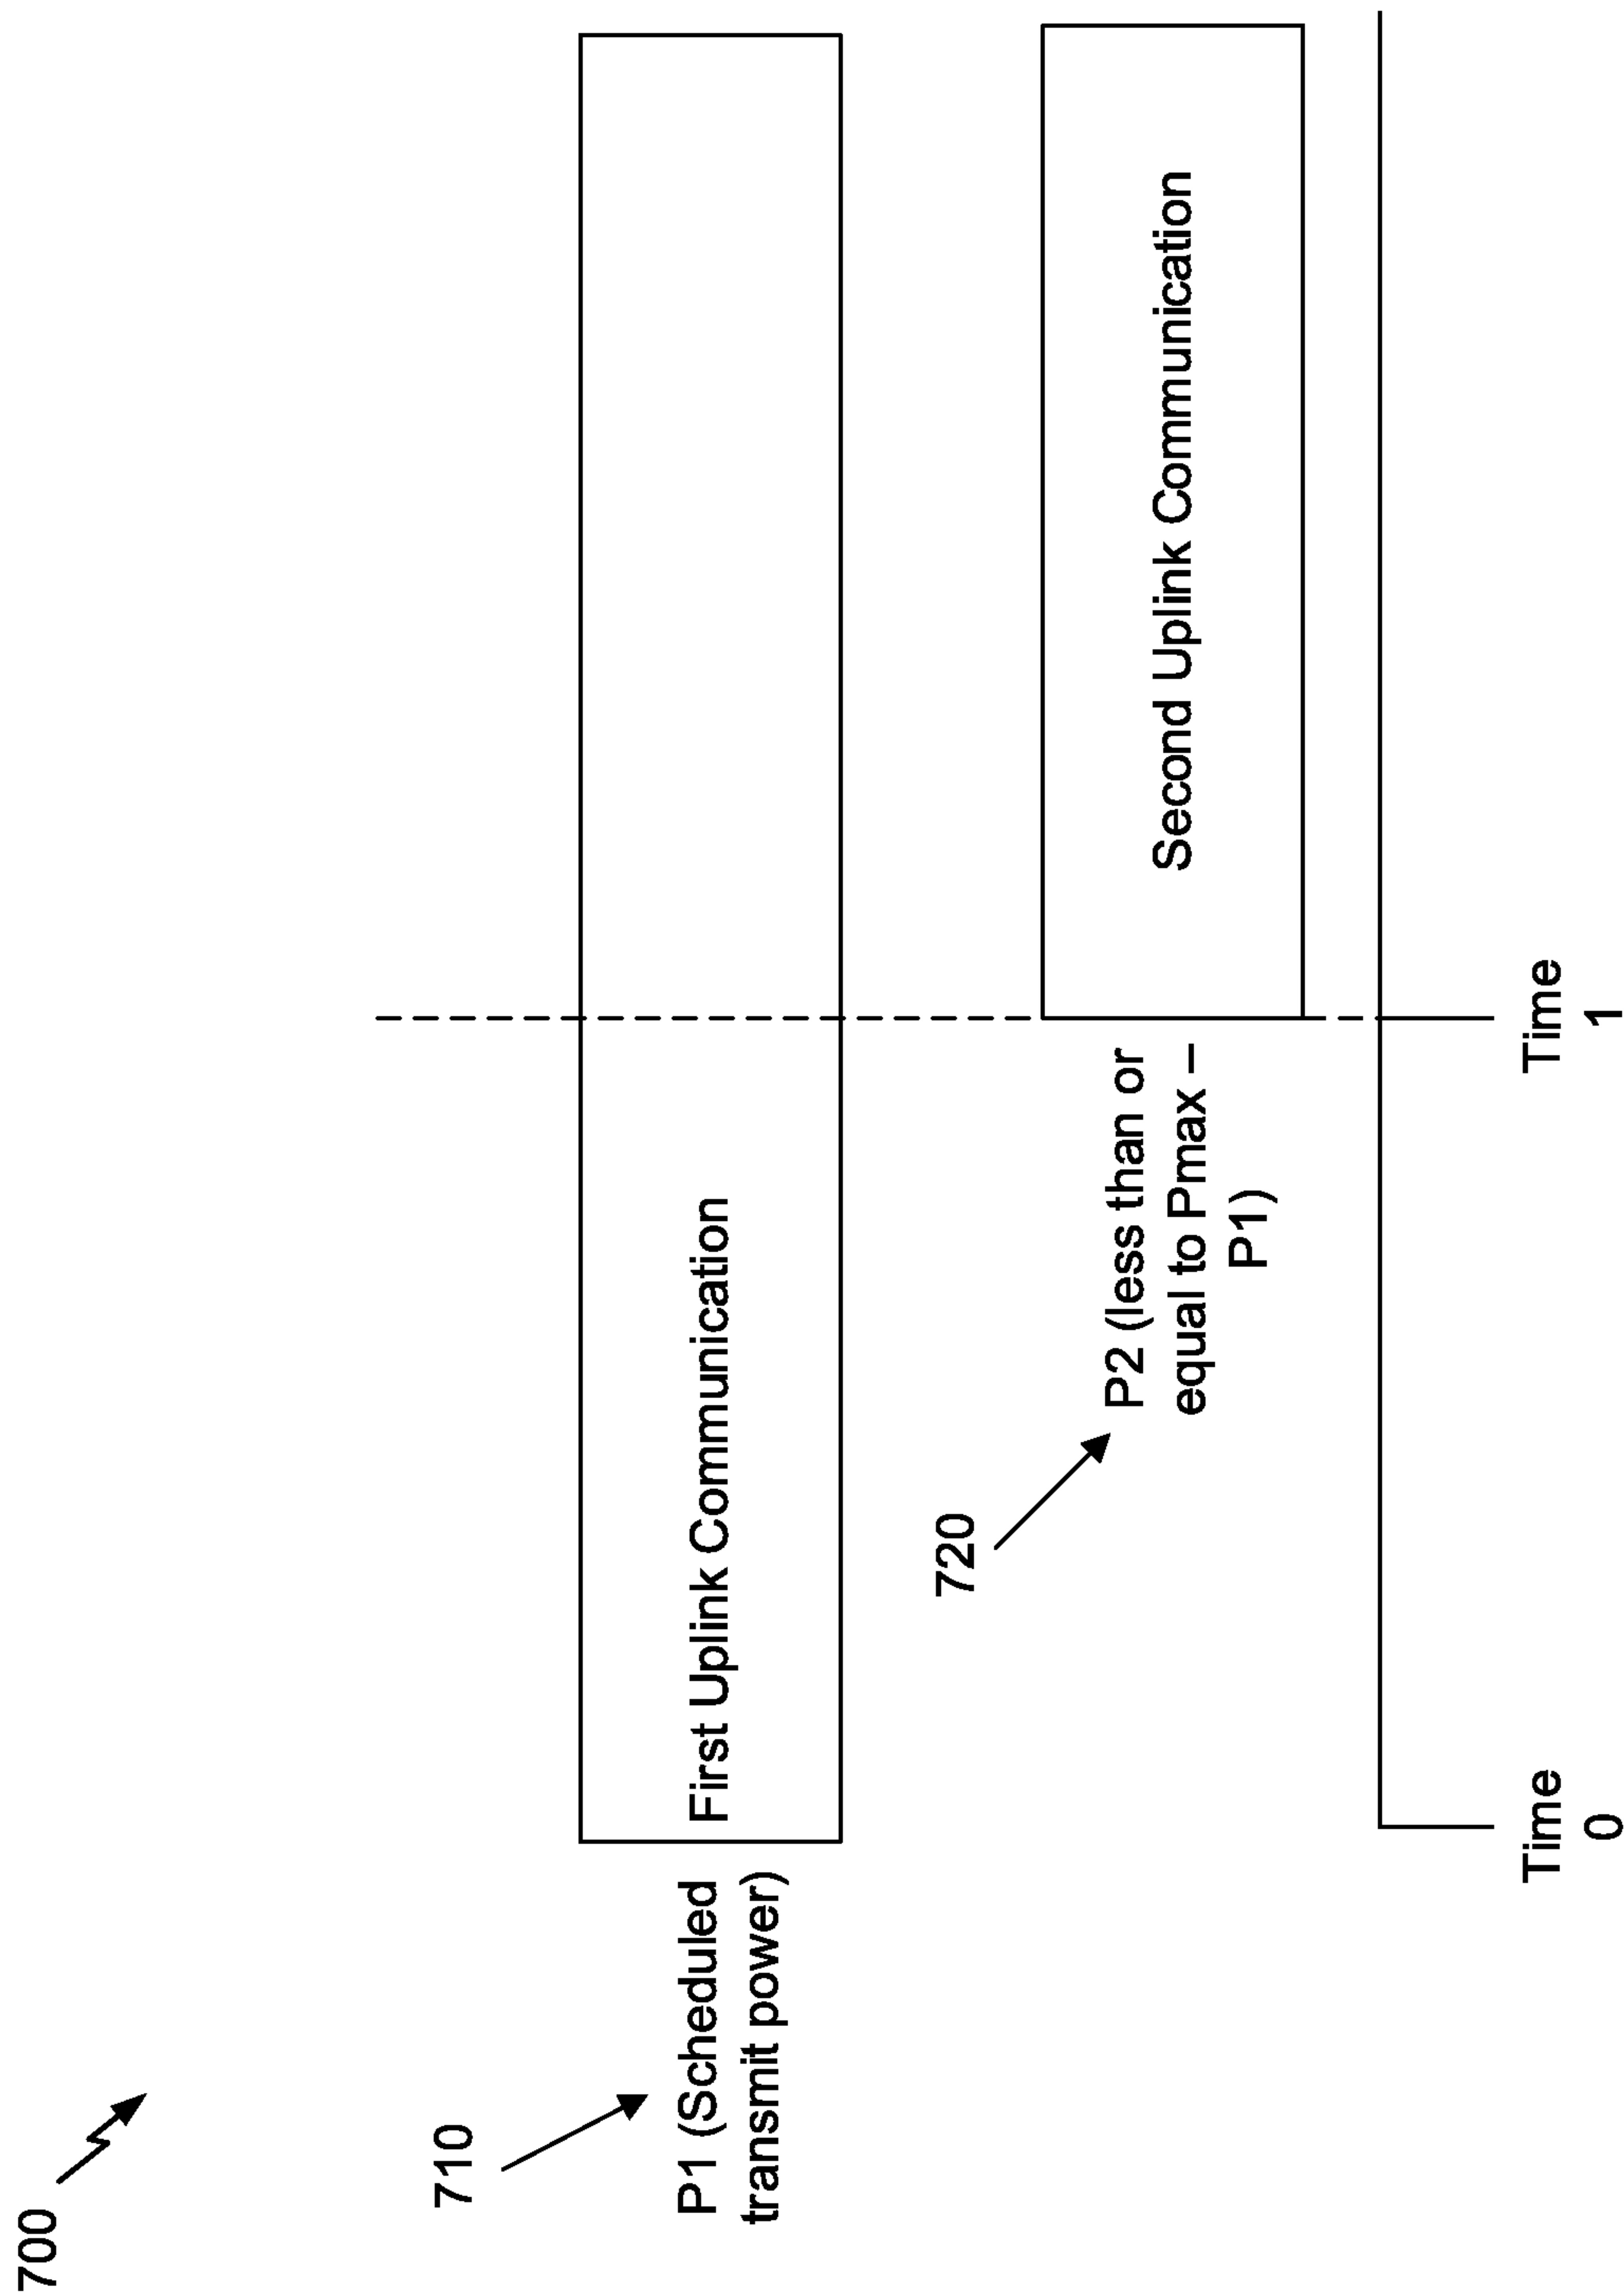 700
710
P1 (Scheduled
transmit power)
First Uplink Communication
720
P2 (less than or
equal to Pmax –
P1)
Second Uplink Communication
Time
0
Time
1